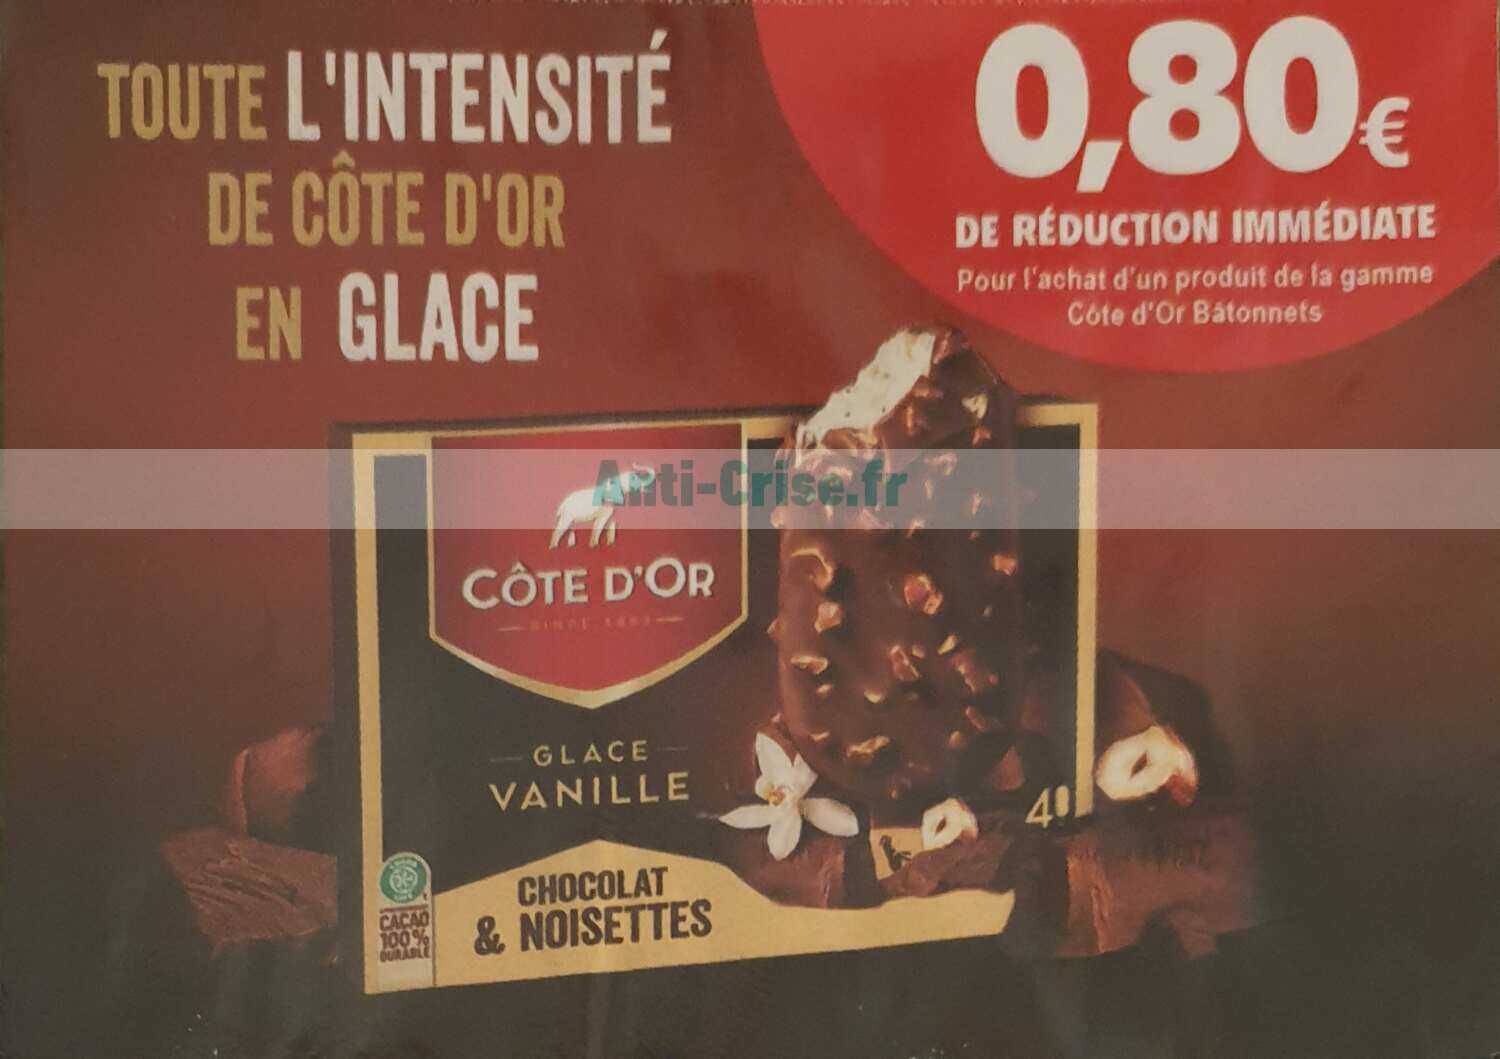 TOUTE L'INTENSITÉ
DE CÔTE D'OR
EN GLACE
0,80€
DE RÉDUCTION IMMÉDIATE
Pour l'achat d'un produit de la gamme
Côte d'Or Bâtonnets
Anti-Crise.fr
CÔTE D'OR
GLACE
VANILLE
4
CHOCOLAT
& NOISETTES
CACAO
100%
DURABLE